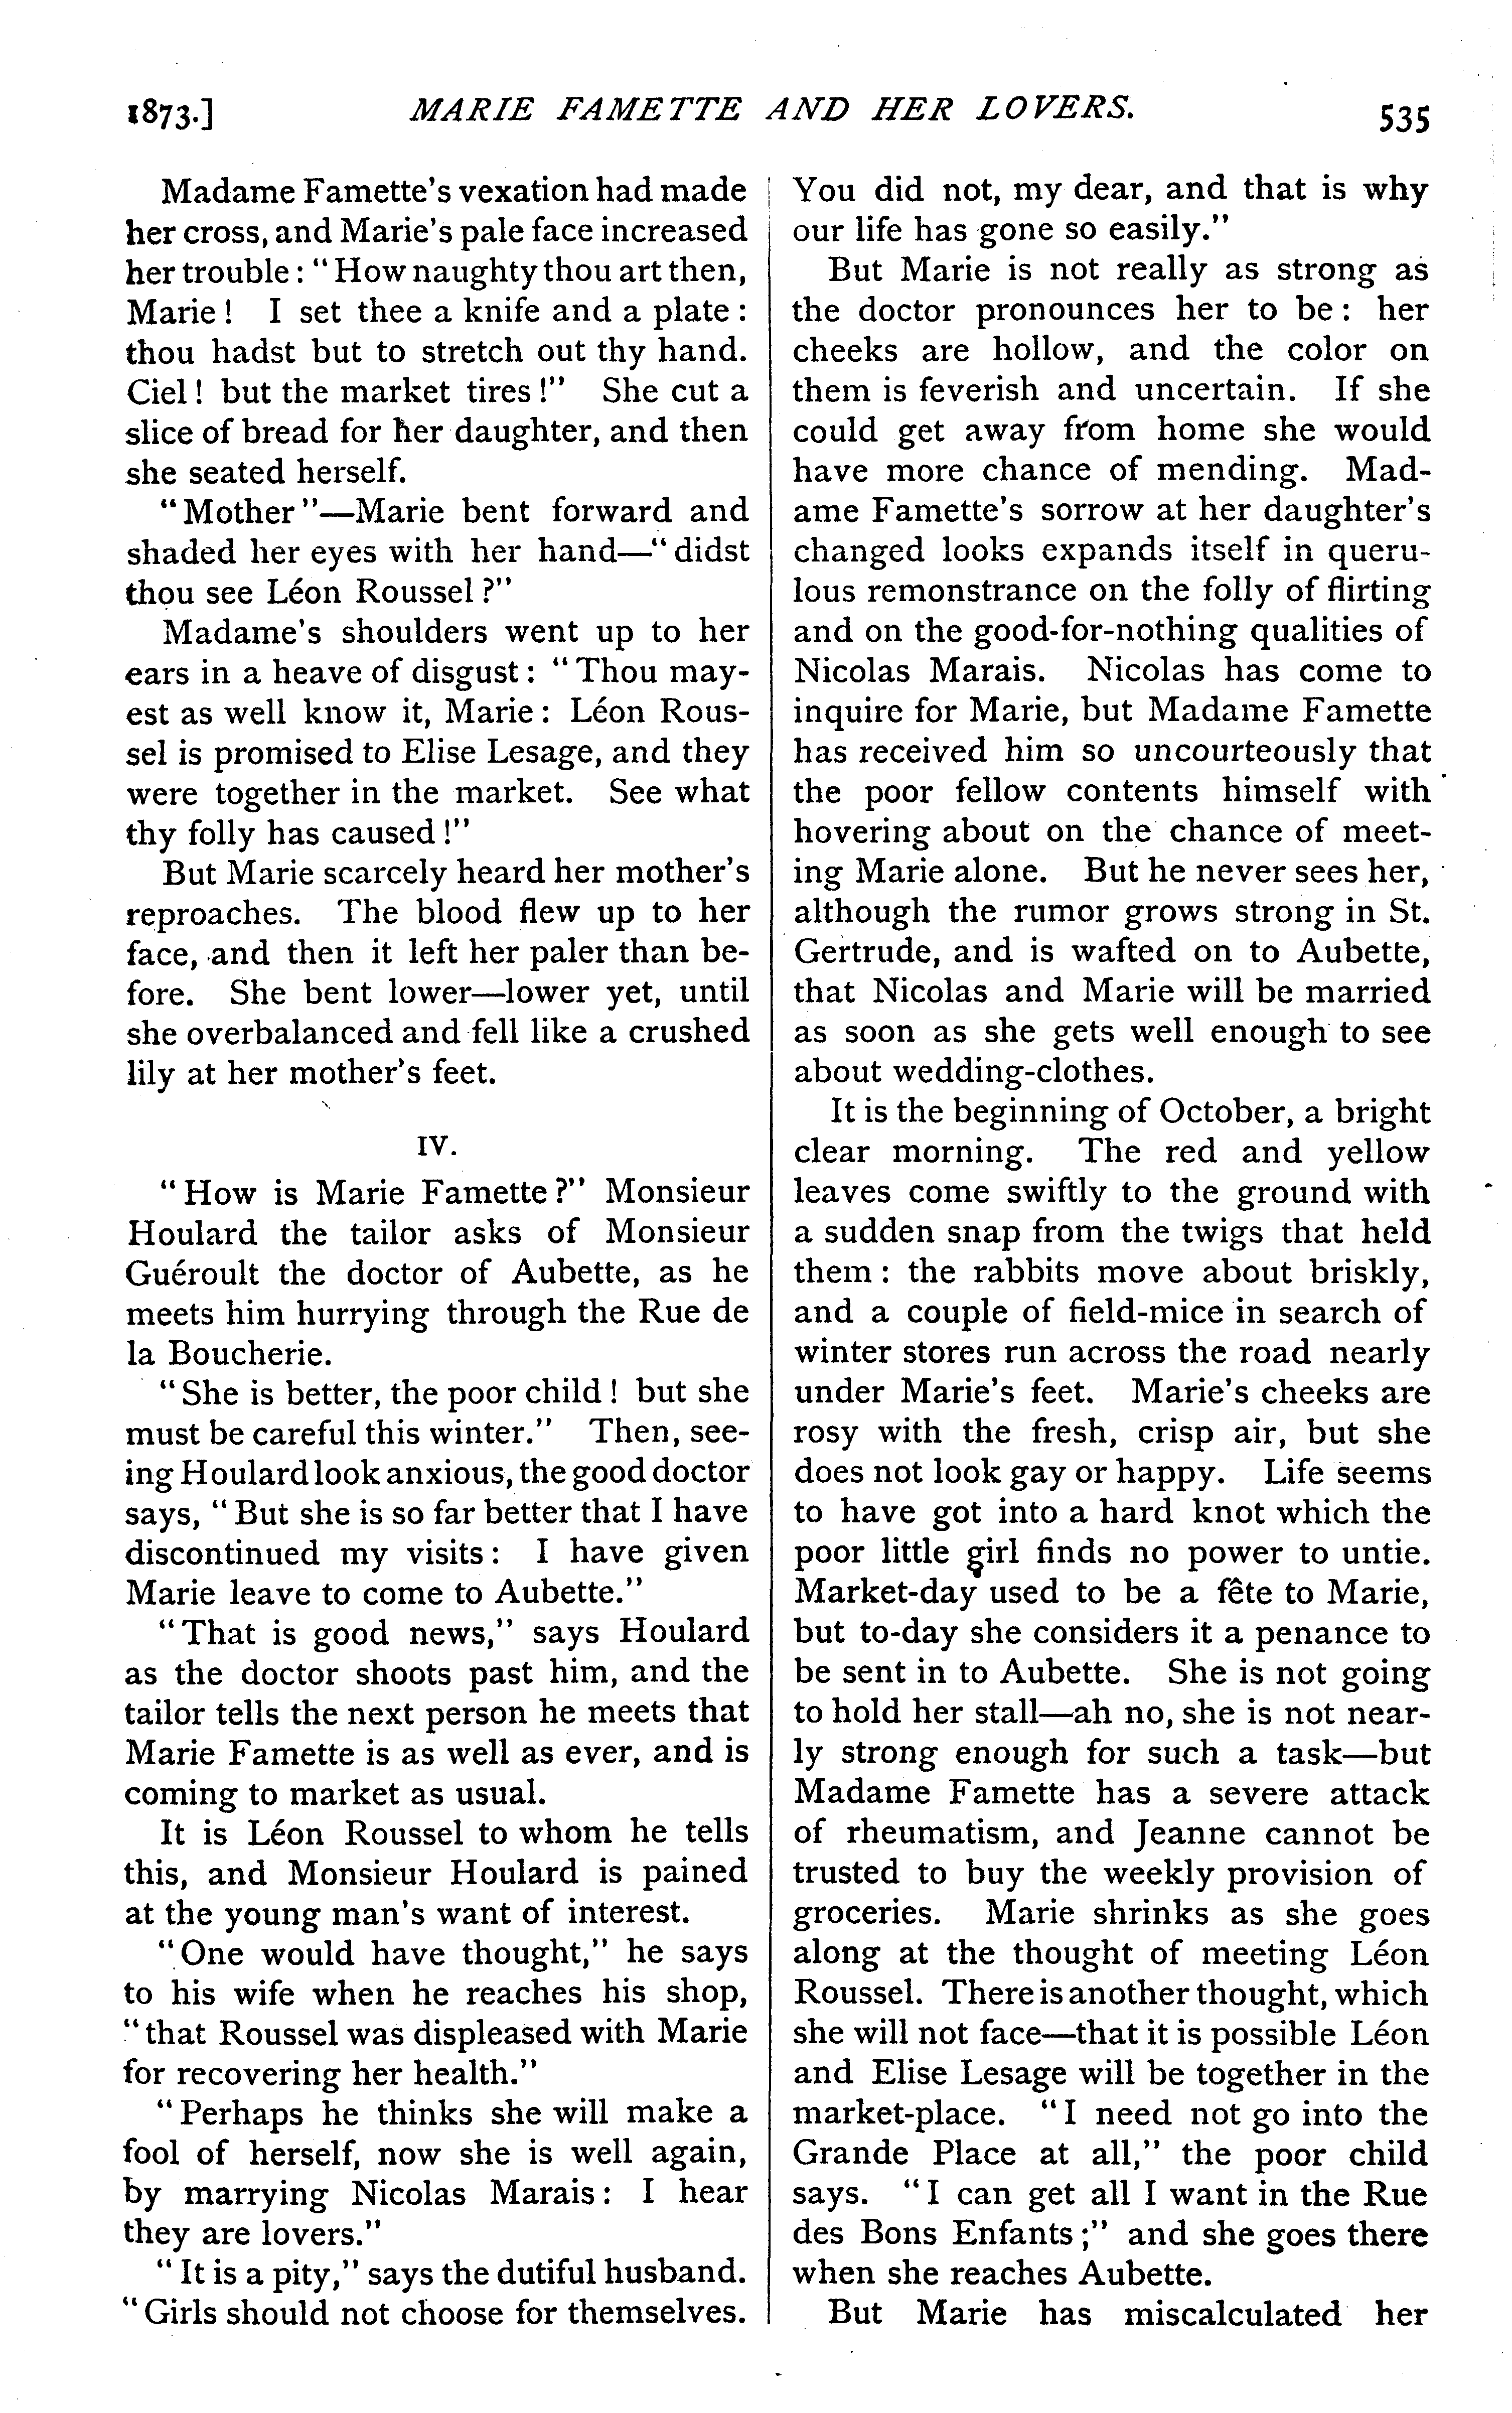 1873.] MARIE FAMETTE AND HER LOVERS. 535
Madame Famette's vexation had made
her cross, and Marie's pale face increased
her trouble: "How naughty thou art then,
Marie! I set thee a knife and a plate:
thou hadst but to stretch out thy hand.
Ciel! but the market tires!" She cut a
slice of bread for her daughter, and then
she seated herself.
"Mother"—Marie bent forward and
shaded her eyes with her hand—"didst
thou see Léon Roussel?"
Madame's shoulders went up to her
ears in a heave of disgust: "Thou may-
est as well know it, Marie: Léon Rous-
sel is promised to Elise Lesage, and they
were together in the market. See what
thy folly has caused!"
But Marie scarcely heard her mother's
reproaches. The blood flew up to her
face, and then it left her paler than be-
fore. She bent lower—lower yet, until
she overbalanced and fell like a crushed
lily at her mother's feet.
IV.
"How is Marie Famette?" Monsieur
Houlard the tailor asks of Monsieur
Guéroult the doctor of Aubette, as he
meets him hurrying through the Rue de
la Boucherie.
"She is better, the poor child! but she
must be careful this winter." Then, see-
ing Houlard look anxious, the good doctor
says, "But she is so far better that I have
discontinued my visits: I have given
Marie leave to come to Aubette."
"That is good news," says Houlard
as the doctor shoots past him, and the
tailor tells the next person he meets that
Marie Famette is as well as ever, and is
coming to market as usual.
It is Léon Roussel to whom he tells
this, and Monsieur Houlard is pained
at the young man's want of interest.
"One would have thought," he says
to his wife when he reaches his shop,
"that Roussel was displeased with Marie
for recovering her health."
"Perhaps he thinks she will make a
fool of herself, now she is well again,
by marrying Nicolas Marais: I hear
they are lovers."
"It is a pity," says the dutiful husband.
"Girls should not choose for themselves.
You did not, my dear, and that is why
our life has gone so easily."
But Marie is not really as strong as
the doctor pronounces her to be: her
cheeks are hollow, and the color on
them is feverish and uncertain. If she
could get away from home she would
have more chance of mending. Mad-
ame Famette's sorrow at her daughter's
changed looks expands itself in queru-
lous remonstrance on the folly of flirting
and on the good-for-nothing qualities of
Nicolas Marais. Nicolas has come to
inquire for Marie, but Madame Famette
has received him so uncourteously that
the poor fellow contents himself with
hovering about on the chance of meet-
ing Marie alone. But he never sees her,
although the rumor grows strong in St.
Gertrude, and is wafted on to Aubette,
that Nicolas and Marie will be married
as soon as she gets well enough to see
about wedding-clothes.
It is the beginning of October, a bright
clear morning. The red and yellow
leaves come swiftly to the ground with
a sudden snap from the twigs that held
them: the rabbits move about briskly,
and a couple of field-mice in search of
winter stores run across the road nearly
under Marie's feet. Marie's cheeks are
rosy with the fresh, crisp air, but she
does not look gay or happy. Life seems
to have got into a hard knot which the
poor little girl finds no power to untie.
Market-day used to be a fête to Marie,
but to-day she considers it a penance to
be sent in to Aubette. She is not going
to hold her stall—ah no, she is not near-
ly strong enough for such a task—but
Madame Famette has a severe attack
of rheumatism, and Jeanne cannot be
trusted to buy the weekly provision of
groceries. Marie shrinks as she goes
along at the thought of meeting Léon
Roussel. There is another thought, which
she will not face—that it is possible Léon
and Elise Lesage will be together in the
market-place. "I need not go into the
Grande Place at all," the poor child
says. "I can get all I want in the Rue
des Bons Enfants;" and she goes there
when she reaches Aubette.
But Marie has miscalculated her